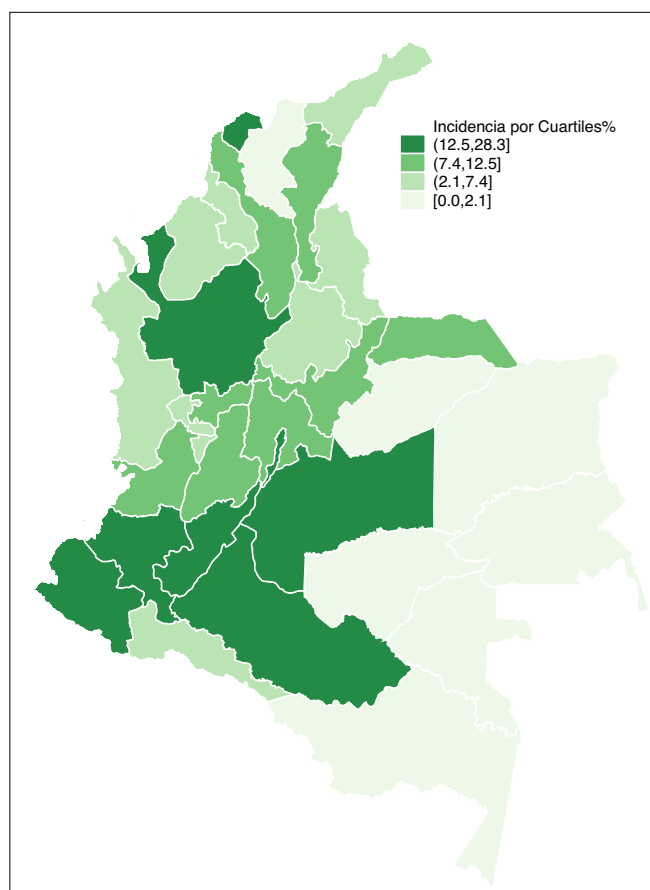 Incidencia por Cuartiles%
(12.5,28.3]
(7.4,12.5]
(2.1,7.4]
[0.0,2.1]